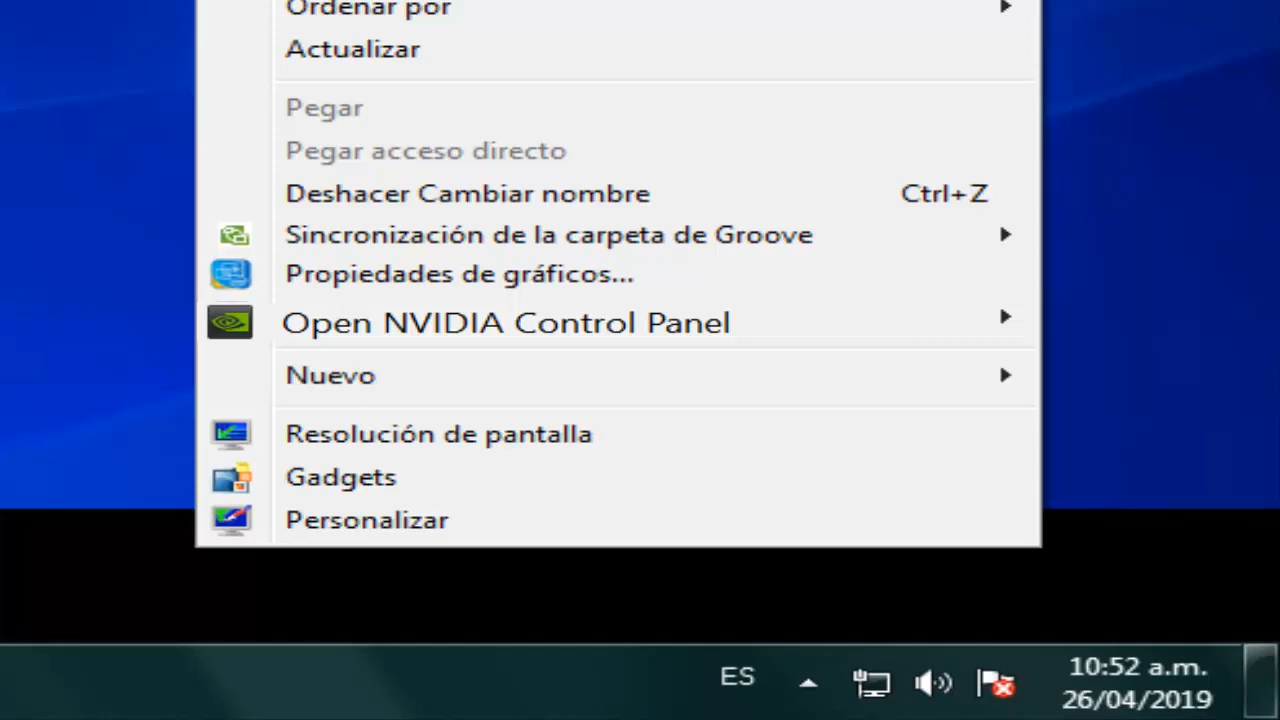 Ordenar por
Actualizar
Pegar
Pegar acceso directo
Deshacer Cambiar nombre Ctrl+Z
Sincronización de la carpeta de Groove
Propiedades de gráficos...
Open NVIDIA Control Panel
Nuevo
Resolución de pantalla
Gadgets
Personalizar
ES
10:52 a.m.
26/04/2019